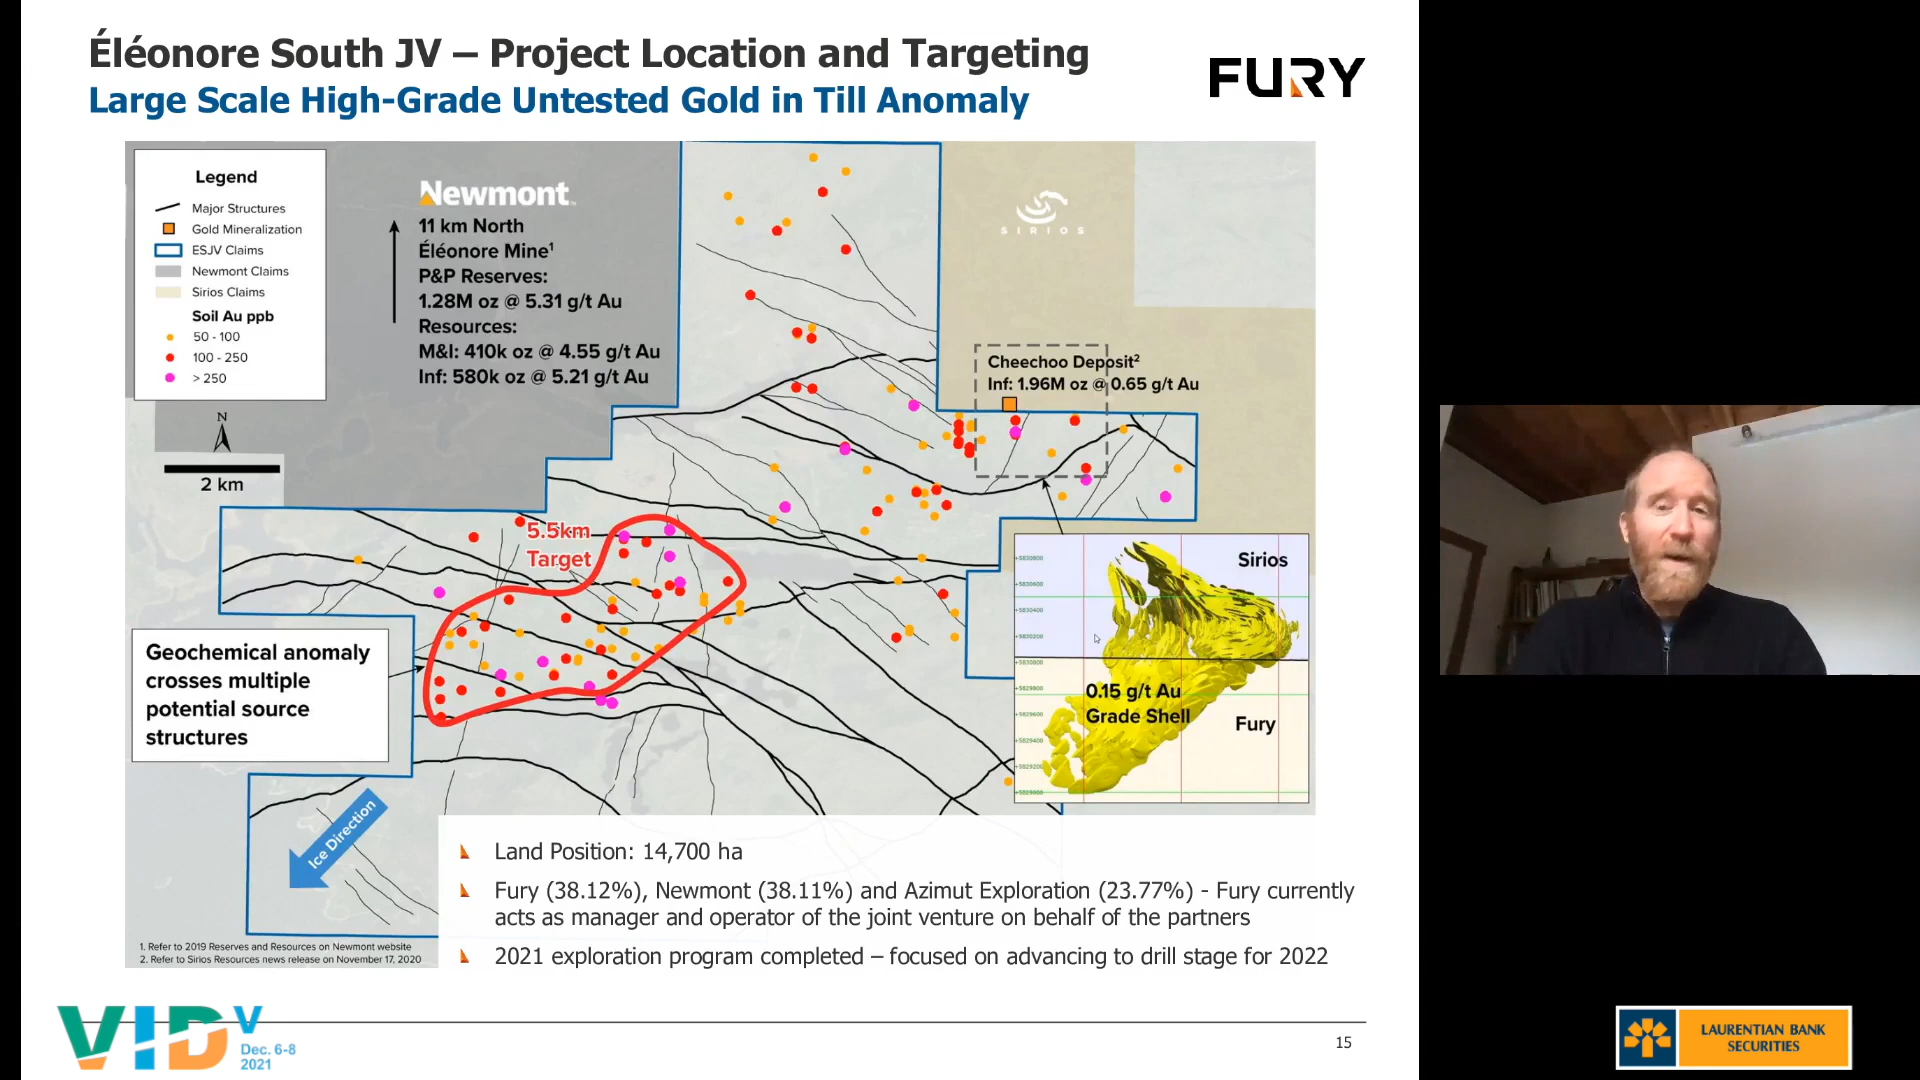 Éléonore South JV – Project Location and Targeting
Large Scale High-Grade Untested Gold in Till Anomaly
FURY
Legend
Major Structures
Gold Mineralization
ESJV Claims
Newmont Claims
Sirios Claims
Soil Au ppb
50 - 100
100 - 250
> 250
N
2 km
Newmont
11 km North
Éléonore Mine¹
P&P Reserves:
1.28M oz @ 5.31 g/t Au
Resources:
M&I: 410k oz @ 4.55 g/t Au
Inf: 580k oz @ 5.21 g/t Au
SIRIOS
Cheechoo Deposit²
Inf: 1.96M oz @ 0.65 g/t Au
5.5km
Target
Geochemical anomaly
crosses multiple
potential source
structures
Sirios
0.15 g/t Au
Grade Shell
Fury
Ice Direction
1. Refer to 2019 Reserves and Resources on Newmont website
2. Refer to Sirios Resources news release on November 17, 2020
Land Position: 14,700 ha
Fury (38.12%), Newmont (38.11%) and Azimut Exploration (23.77%) - Fury currently
acts as manager and operator of the joint venture on behalf of the partners
2021 exploration program completed – focused on advancing to drill stage for 2022
VID V
Dec. 6-8
2021
15
LAURENTIAN BANK
SECURITIES